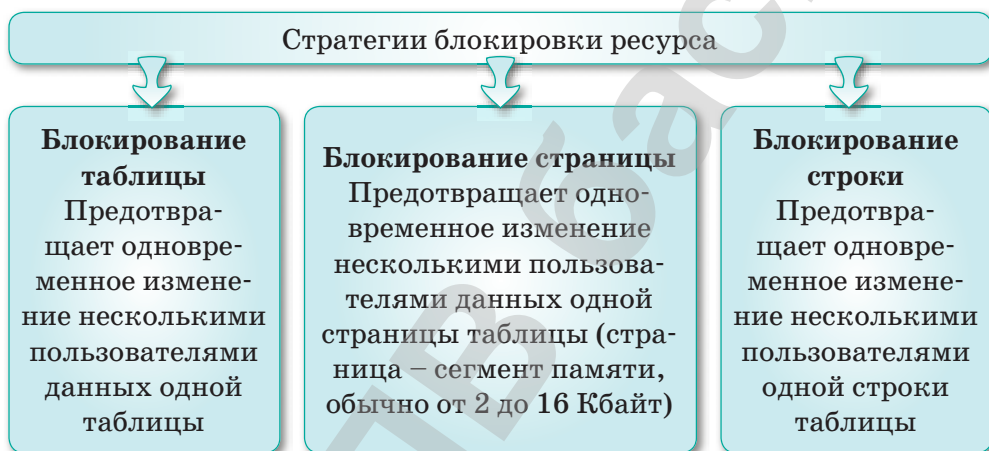 Стратегии блокировки ресурса
Блокирование
таблицы
Предотвра-
щает одновре-
менное измене-
ние несколькими
пользователями
данных одной
таблицы
Блокирование страницы
Предотвращает одно-
временное изменение
несколькими пользова-
телями данных одной
страницы таблицы (стра-
ница – сегмент памяти,
обычно от 2 до 16 Кбайт)
Блокирование
строки
Предотвра-
щает одновре-
менное измене-
ние несколькими
пользователями
одной строки
таблицы